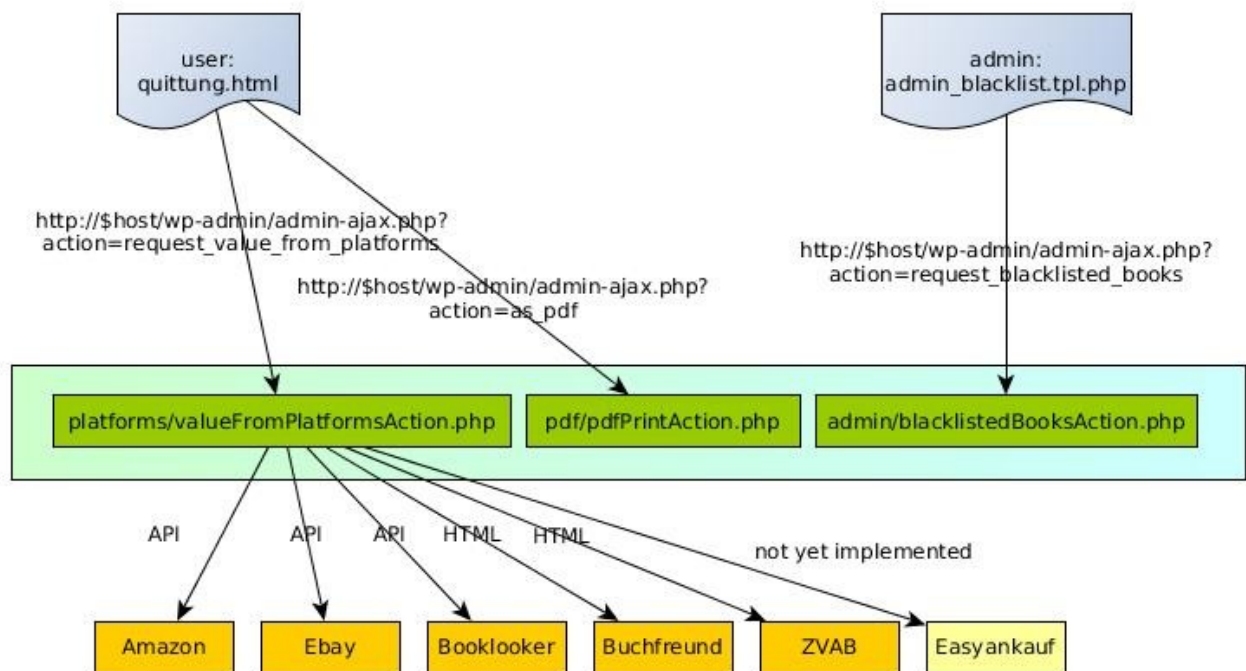 user:
quittung.html
admin:
admin_blacklist.tpl.php
http://$host/wp-admin/admin-ajax.php?
action=request_value_from_platforms
http://$host/wp-admin/admin-ajax.php?
action=as_pdf
http://$host/wp-admin/admin-ajax.php?
action=request_blacklisted_books
platforms/valueFromPlatformsAction.php
pdf/pdfPrintAction.php
admin/blacklistedBooksAction.php
API
API
API
HTML
HTML
not yet implemented
Amazon
Ebay
Booklooker
Buchfreund
ZVAB
Easyankauf